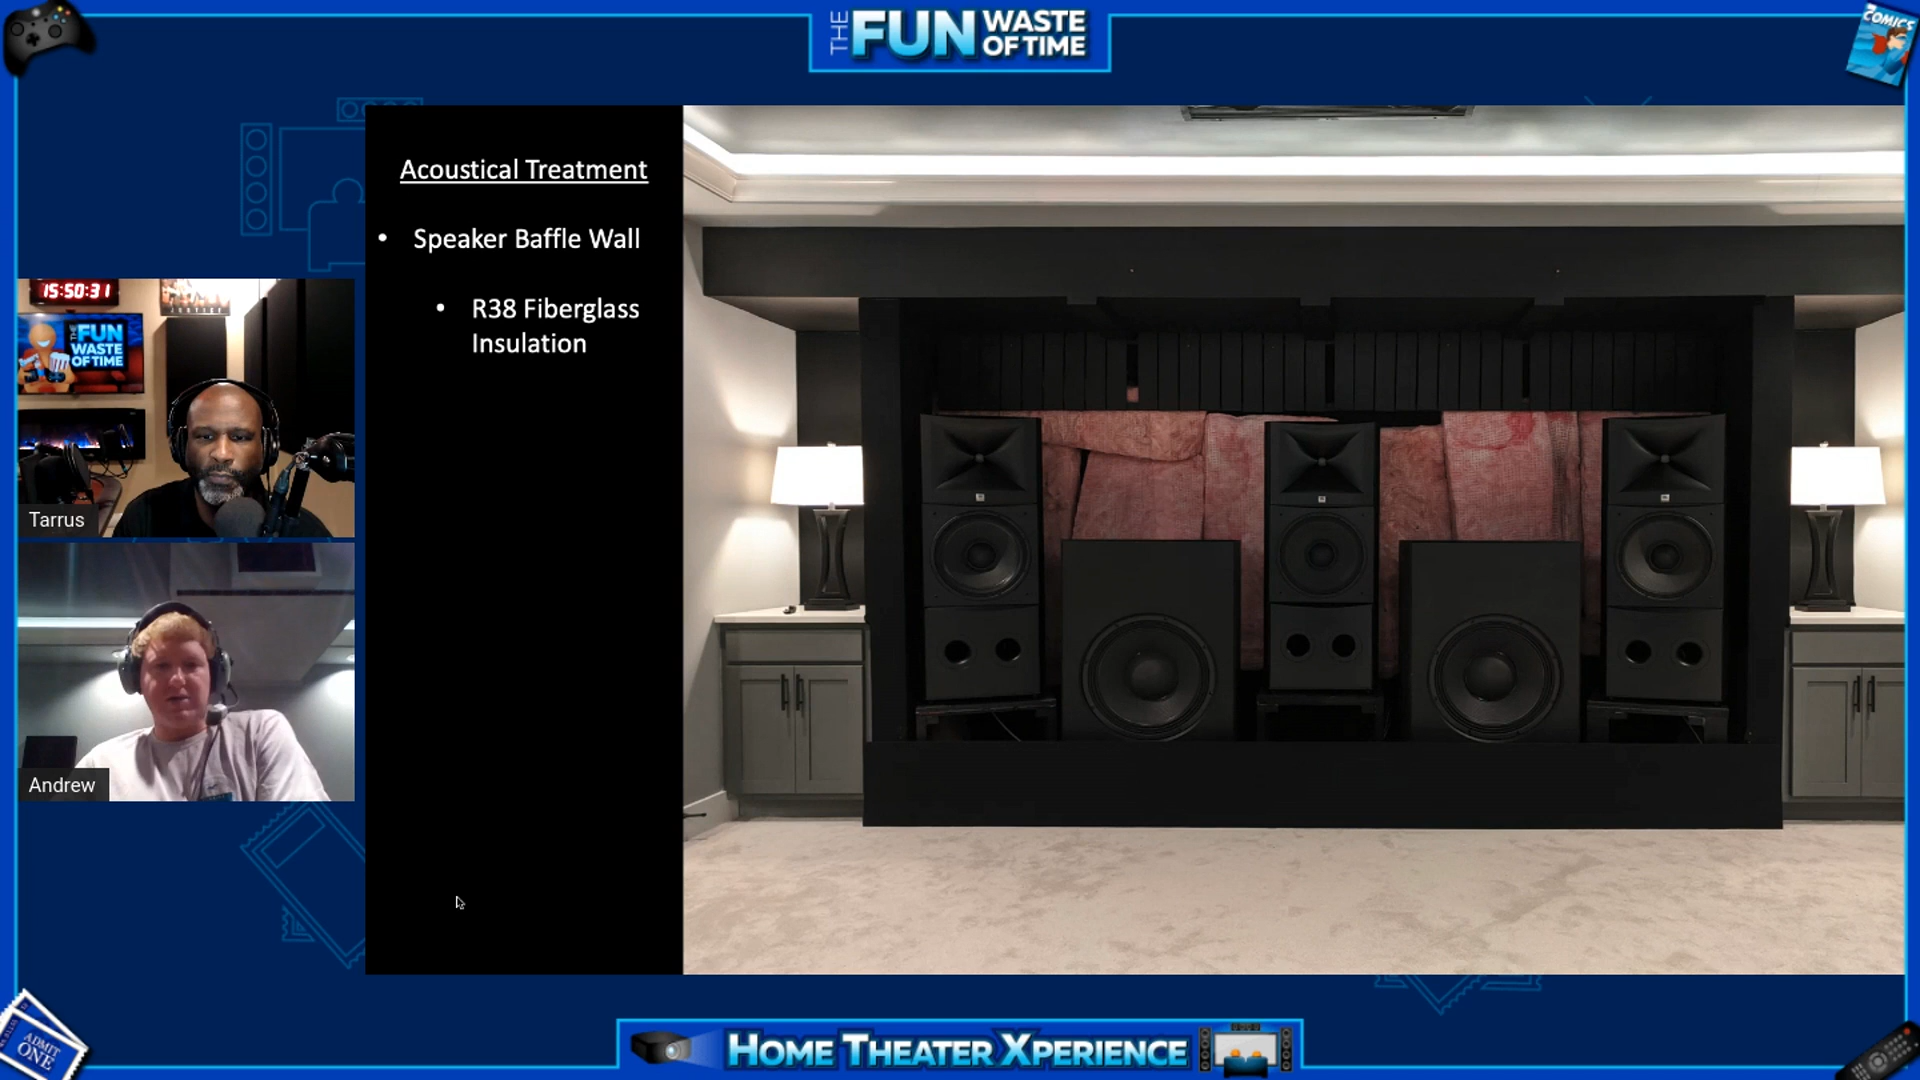 THE FUN WASTE OF TIME
COMICS
Acoustical Treatment
• Speaker Baffle Wall
• R38 Fiberglass
Insulation
15:50:31
THE FUN
WASTE
OF TIME
Tarrus
Andrew
ADMIT
ONE
HOME THEATER XPERIENCE